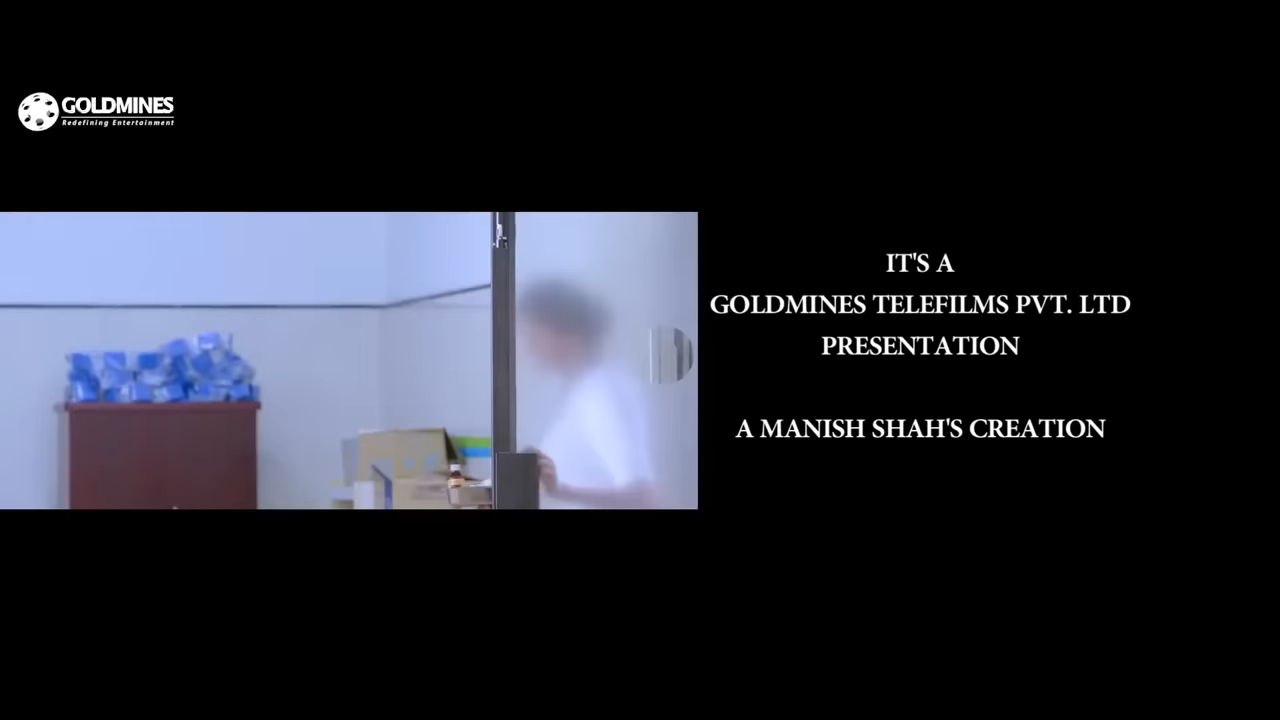 GOLDMINES
Redefining Entertainment
IT'S A
GOLDMINES TELEFILMS PVT. LTD
PRESENTATION
A MANISH SHAH'S CREATION